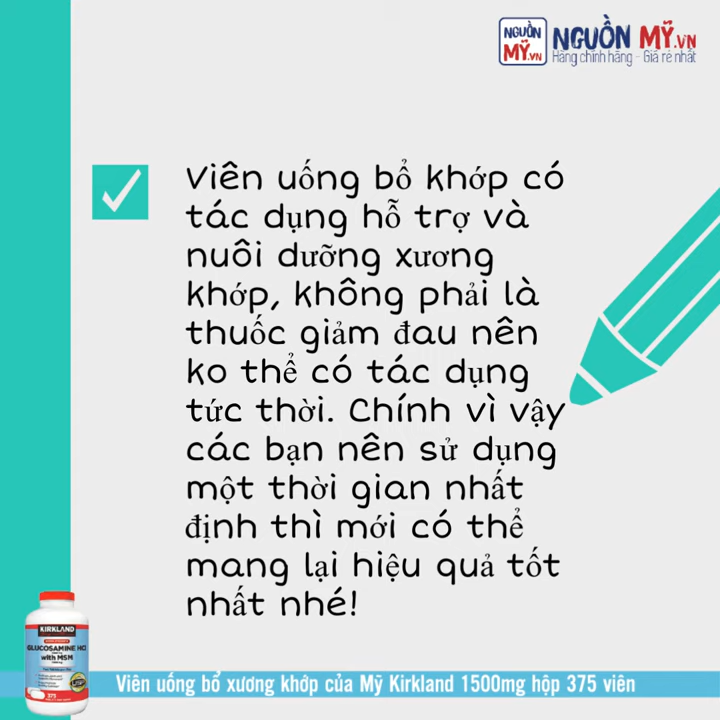 NGUỒN
MỸ.VN
NGUỒN MỸ.VN
Hàng chính hãng - Giá rẻ nhất
Viên uống bổ khớp có
tác dụng hỗ trợ và
nuôi dưỡng xương
khớp, không phải là
thuốc giảm đau nên
ko thể có tác dụng
tức thời. Chính vì vậy
các bạn nên sử dụng
một thời gian nhất
định thì mới có thể
mang lại hiệu quả tốt
nhất nhé!
KIRKLAND
GLUCOSAMINE HCl
with MSM
375
Viên uống bổ xương khớp của Mỹ Kirkland 1500mg hộp 375 viên